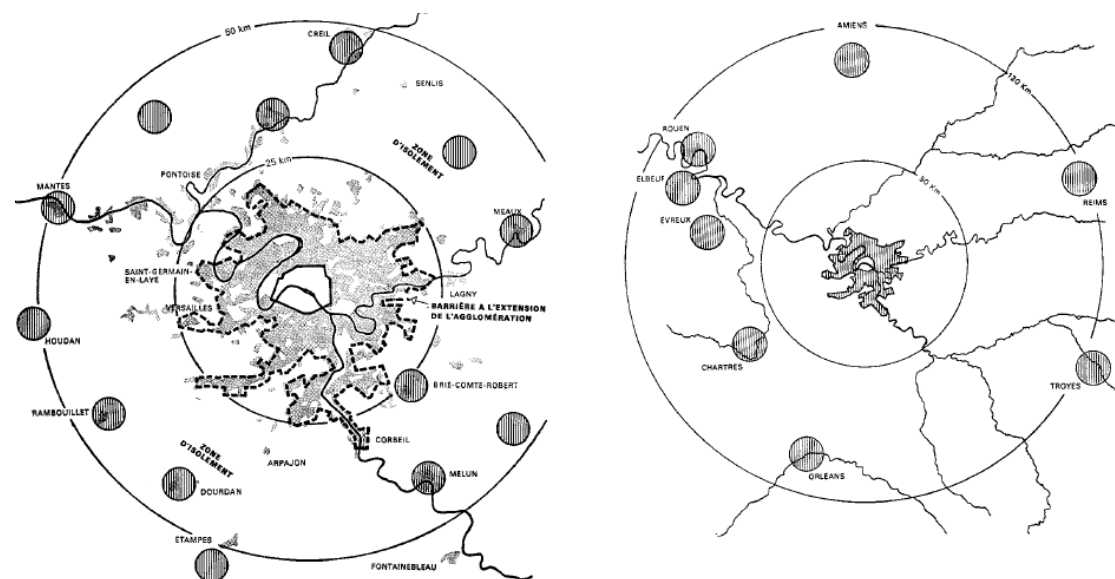 50 km
CREIL
SENLIS
ZONE
D'ISOLEMENT
25 km
PONTOISE
MANTES
MEAUX
SAINT-GERMAIN-
EN-LAYE
LAGNY
BARRIÈRE A L'EXTENSION
DE L'AGGLOMÉRATION
VERSAILLES
HOUDAN
BRIE-COMTE-ROBERT
RAMBOUILLET
CORBEIL
ZONE
D'ISOLEMENT
ARPAJON
MELUN
DOURDAN
ÉTAMPES
FONTAINEBLEAU
AMIENS
120 Km
ROUEN
ELBEUF
50 Km
REIMS
ÉVREUX
CHARTRES
TROYES
ORLÉANS